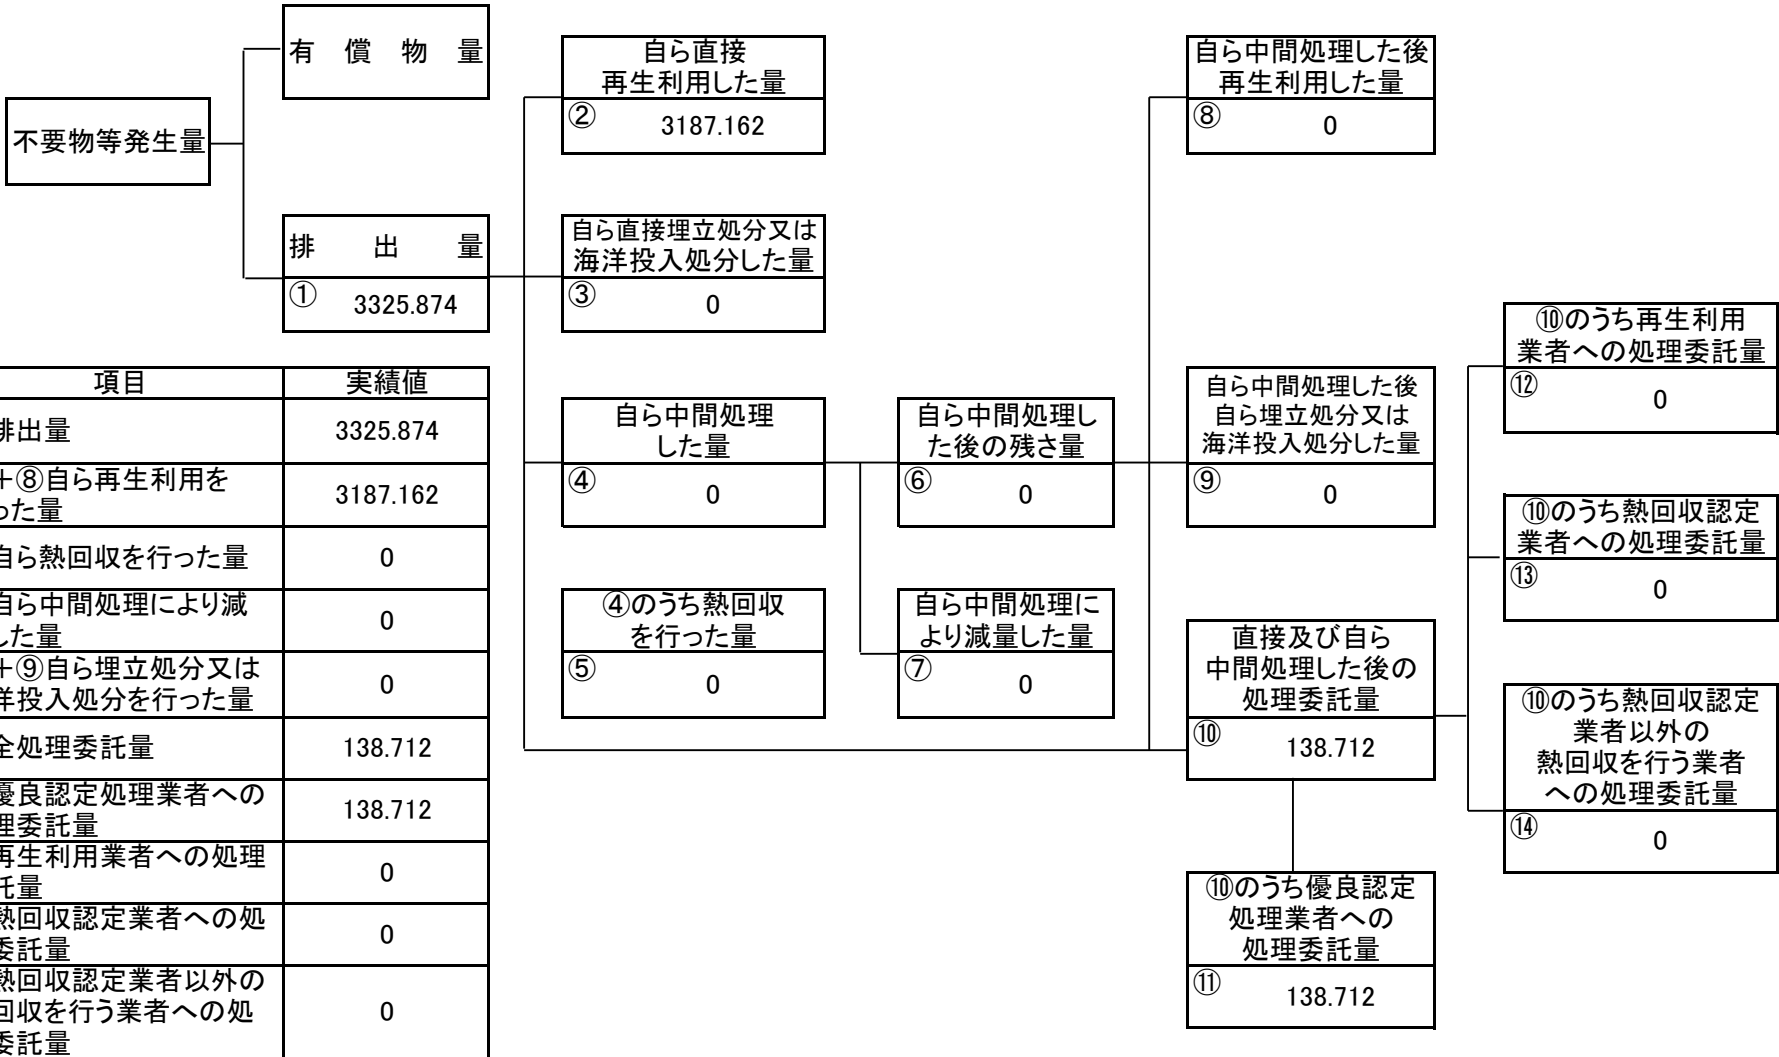 有償物量
不要物等発生量
排出量
① 3325.874
自ら直接
再生利用した量
② 3187.162
自ら直接埋立処分又は
海洋投入処分した量
③ 0
自ら中間処理
した量
④ 0
④のうち熱回収
を行った量
⑤ 0
自ら中間処理し
た後の残さ量
⑥ 0
自ら中間処理に
より減量した量
⑦ 0
自ら中間処理した後
再生利用した量
⑧ 0
自ら中間処理した後
自ら埋立処分又は
海洋投入処分した量
⑨ 0
直接及び自ら
中間処理した後の
処理委託量
⑩ 138.712
⑩のうち優良認定
処理業者への
処理委託量
⑪ 138.712
⑩のうち再生利用
業者への処理委託量
⑫ 0
⑩のうち熱回収認定
業者への処理委託量
⑬ 0
⑩のうち熱回収認定
業者以外の
熱回収を行う業者
への処理委託量
⑭ 0
項目 実績値
排出量 3325.874
+⑧自ら再生利用を
った量 3187.162
自ら熱回収を行った量 0
自ら中間処理により減
した量 0
+⑨自ら埋立処分又は
洋投入処分を行った量 0
全処理委託量 138.712
優良認定処理業者への
理委託量 138.712
再生利用業者への処理
託量 0
熱回収認定業者への処
委託量 0
熱回収認定業者以外の
回収を行う業者への処
委託量 0